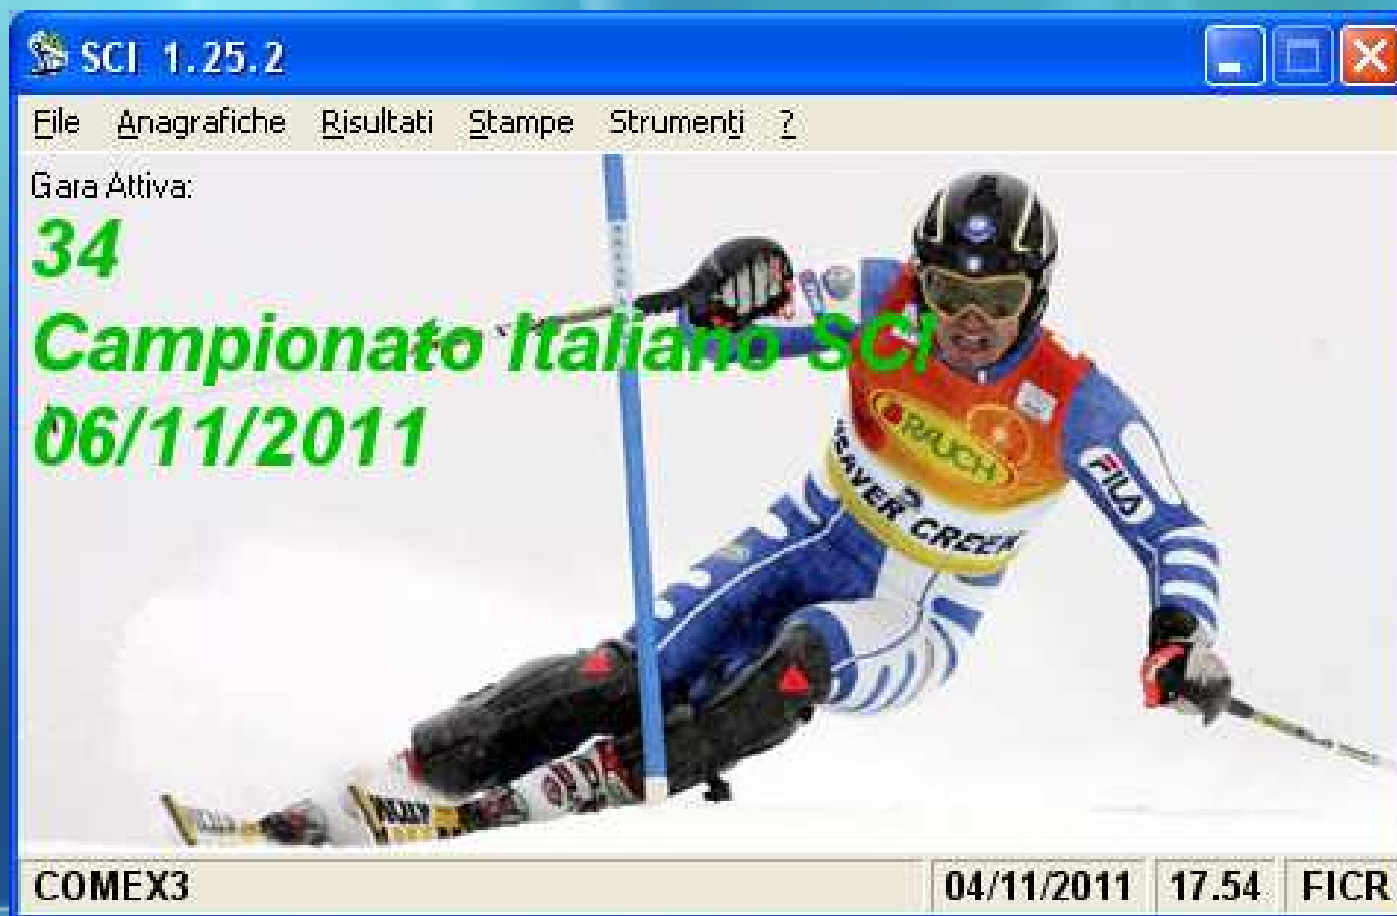 SCI 1.25.2
File Anagrafiche Risultati Stampe Strumenti ?
Gara Attiva:
34
Campionato Italiano SCI
06/11/2011
RAUCH
FILA
CREEK
COMEX3 04/11/2011 17.54 FICR